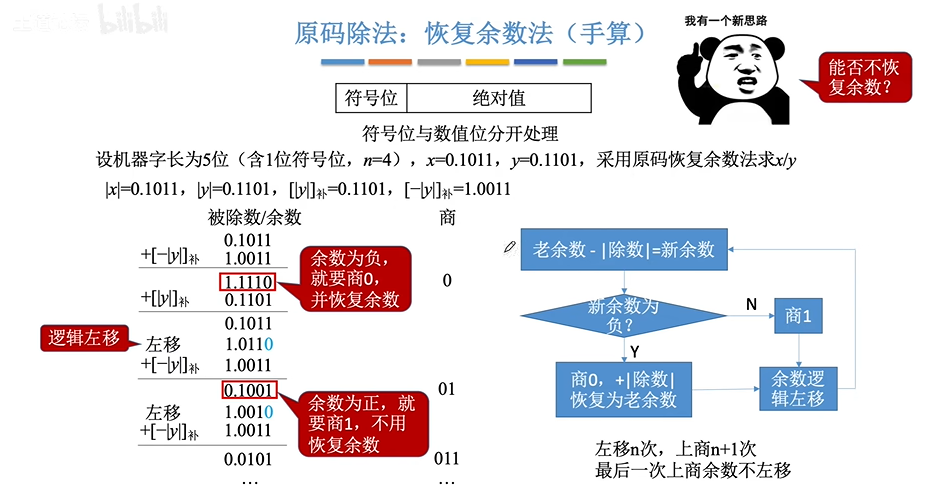 bilibili
原码除法：恢复余数法（手算）
我有一个新思路
能否不恢
复余数？
符号位 绝对值
符号位与数值位分开处理
设机器字长为5位（含1位符号位，n=4），x=0.1011，y=0.1101，采用原码恢复余数法求x/y
|x|=0.1011，|y|=0.1101，[|y|]补=0.1101，[−|y|]补=1.0011
被除数/余数 商
0.1011
+[−|y|]补 1.0011
1.1110 0
+[|y|]补 0.1101
余数为负，
就要商0，
并恢复余数
0.1011
逻辑左移
左移 1.0110
+[−|y|]补 1.0011
0.1001 01
左移 1.0010
+[−|y|]补 1.0011
余数为正，就
要商1，不用
恢复余数
0.0101 011
... ...
老余数 - |除数|=新余数
新余数为
负？
N
商1
Y
商0，+|除数|
恢复为老余数
余数逻
辑左移
左移n次，上商n+1次
最后一次上商余数不左移